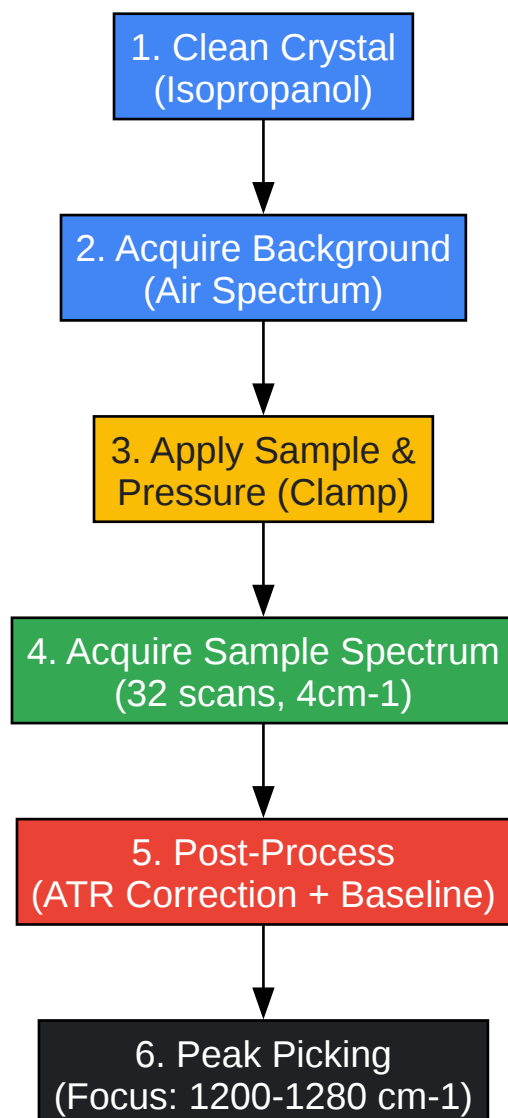 1. Clean Crystal
(Isopropanol)
2. Acquire Background
(Air Spectrum)
3. Apply Sample &
Pressure (Clamp)
4. Acquire Sample Spectrum
(32 scans, 4cm-1)
5. Post-Process
(ATR Correction + Baseline)
6. Peak Picking
(Focus: 1200-1280 cm-1)